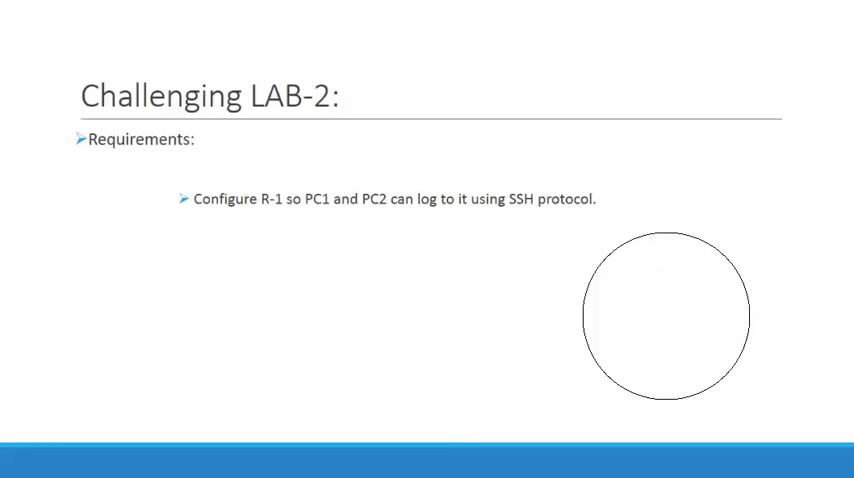 Challenging LAB-2:
Requirements:
Configure R-1 so PC1 and PC2 can log to it using SSH protocol.